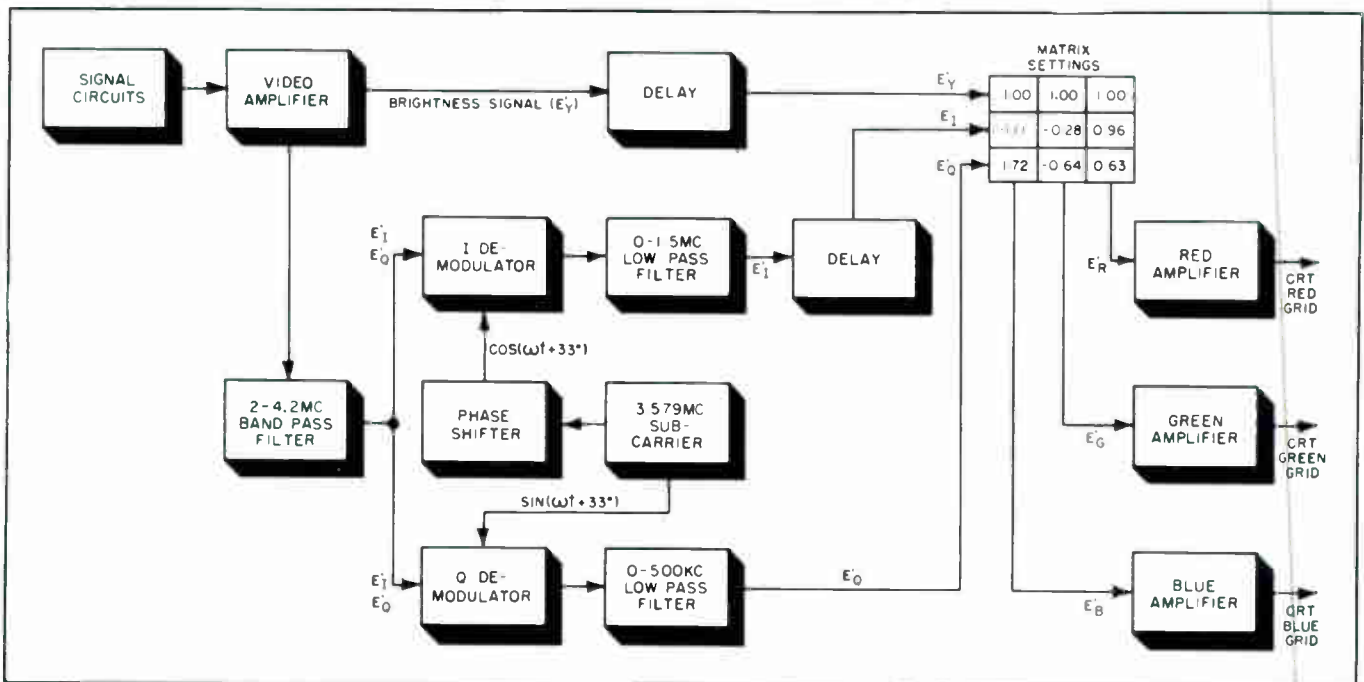 SIGNAL
CIRCUITS
VIDEO
AMPLIFIER
BRIGHTNESS SIGNAL (E'Y)
DELAY
MATRIX
SETTINGS
E'Y
1.00 1.00 1.00
E'I
-0.28 0.96
E'Q
1.72 -0.64 0.63
E'I
E'Q
I DE-
MODULATOR
0-1.5MC
LOW PASS
FILTER
E'I
DELAY
COS(ωt+33°)
2-4.2MC
BAND PASS
FILTER
PHASE
SHIFTER
3.579MC
SUB-
CARRIER
SIN(ωt+33°)
E'I
E'Q
Q DE-
MODULATOR
0-500KC
LOW PASS
FILTER
E'Q
E'R
RED
AMPLIFIER
CRT
RED
GRID
E'G
GREEN
AMPLIFIER
CRT
GREEN
GRID
E'B
BLUE
AMPLIFIER
CRT
BLUE
GRID